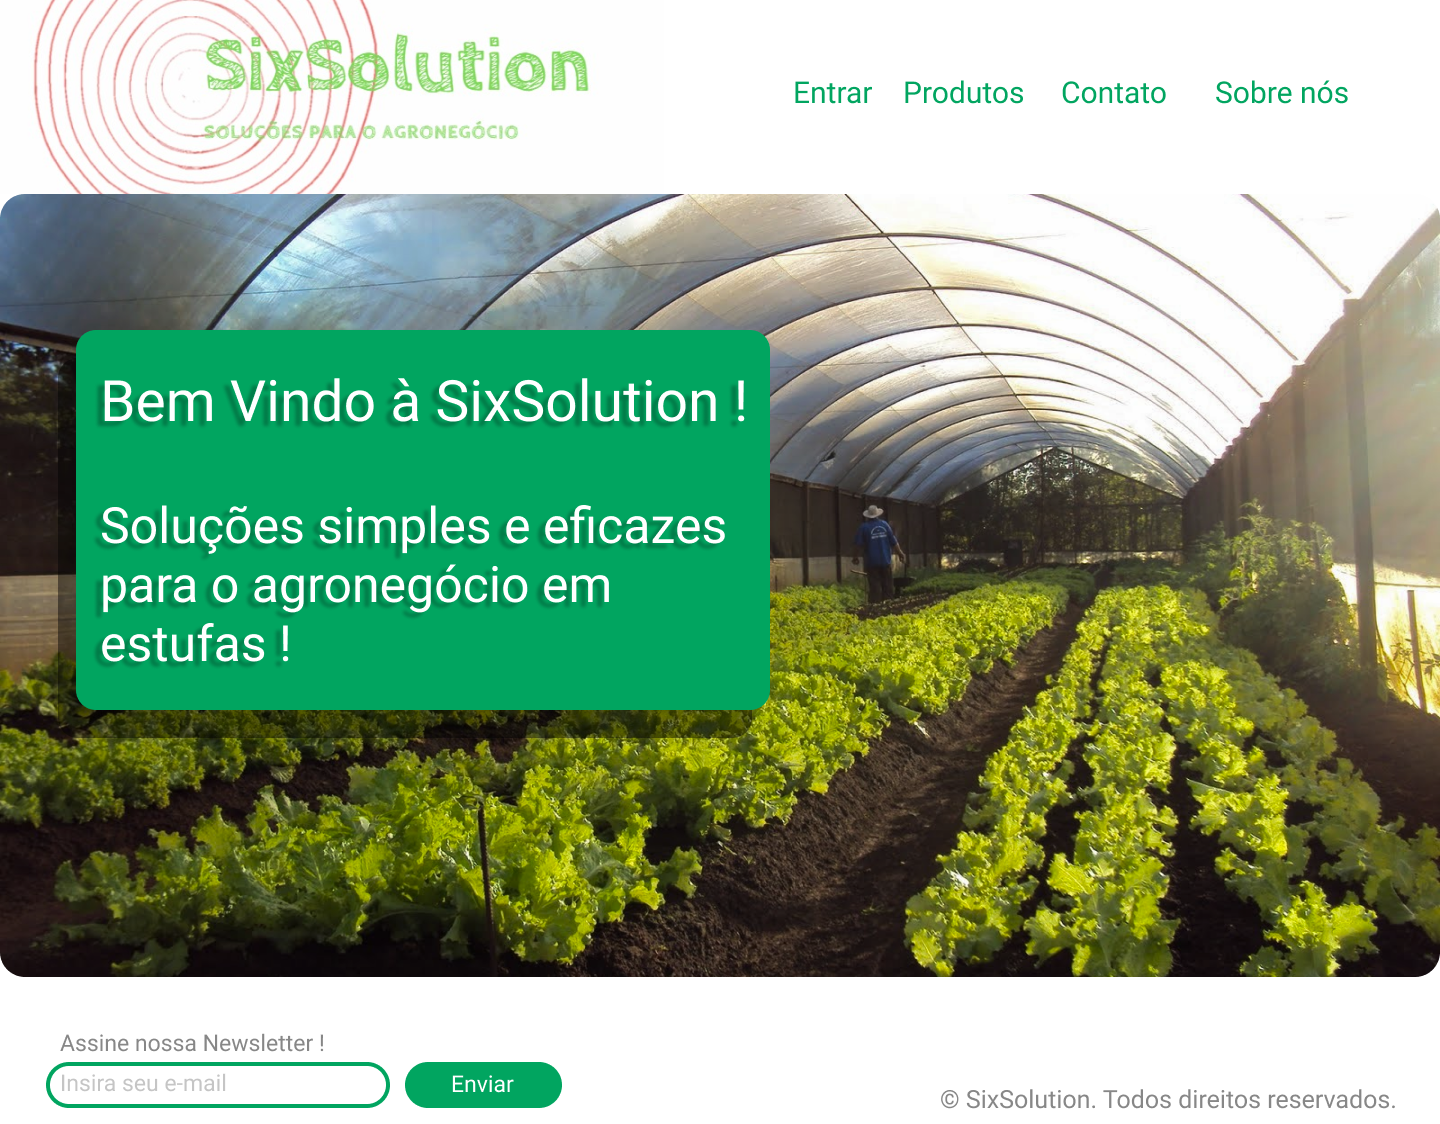 SixSolution
SOLUÇÕES PARA O AGRONEGÓCIO
Entrar Produtos Contato Sobre nós
Bem Vindo à SixSolution !
Soluções simples e eficazes
para o agronegócio em
estufas !
Assine nossa Newsletter !
Insira seu e-mail
Enviar
© SixSolution. Todos direitos reservados.